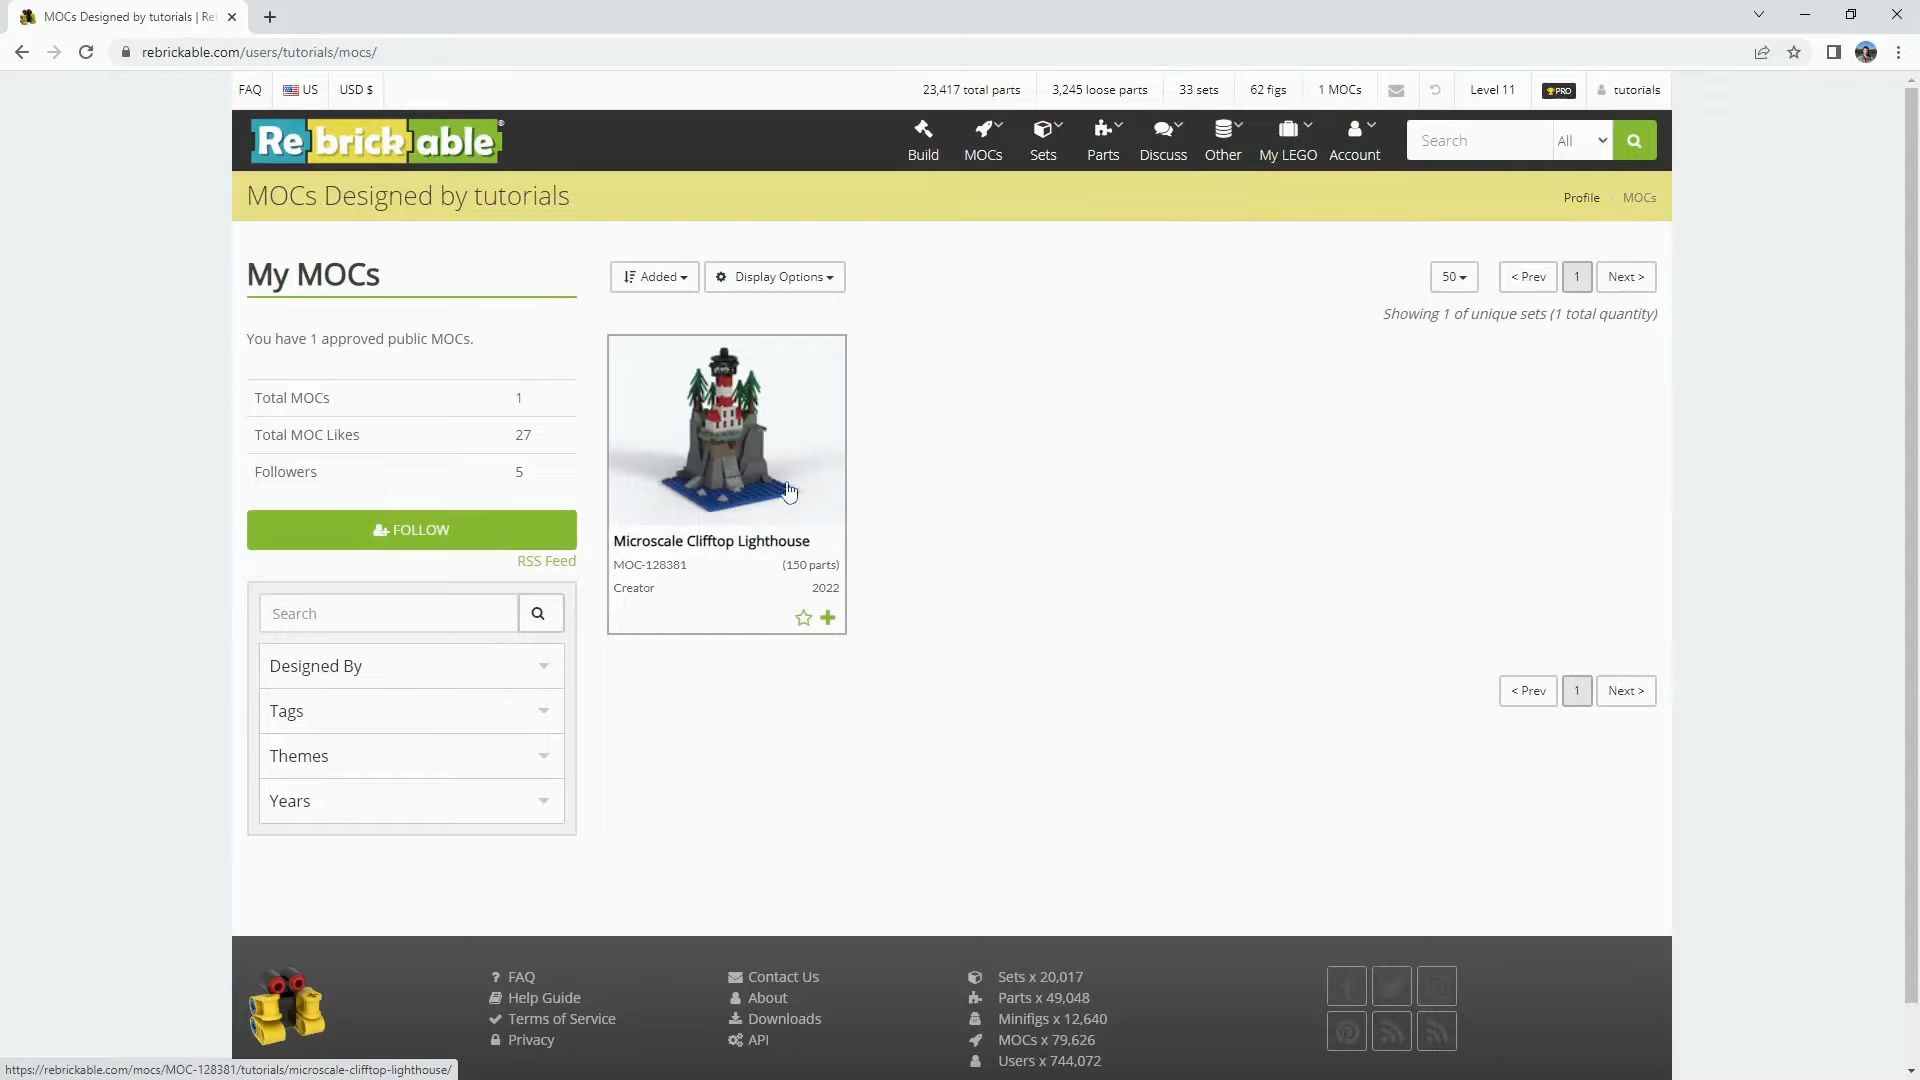 MOCs Designed by tutorials | Re
rebrickable.com/users/tutorials/mocs/
FAQ US USD $ 23,417 total parts 3,245 loose parts 33 sets 62 figs 1 MOCs Level 11 PRO tutorials
Rebrickable®
Build MOCs Sets Parts Discuss Other My LEGO Account Search All
MOCs Designed by tutorials
Profile MOCs
My MOCs
You have 1 approved public MOCs.
Total MOCs 1
Total MOC Likes 27
Followers 5
FOLLOW
RSS Feed
Search
Designed By
Tags
Themes
Years
Added Display Options 50 < Prev 1 Next >
Showing 1 of unique sets (1 total quantity)
Microscale Clifftop Lighthouse
MOC-128381 (150 parts)
Creator 2022
< Prev 1 Next >
? FAQ
Help Guide
Terms of Service
Privacy
Contact Us
About
Downloads
API
Sets x 20,017
Parts x 49,048
Minifigs x 12,640
MOCs x 79,626
Users x 744,072
https://rebrickable.com/mocs/MOC-128381/tutorials/microscale-clifftop-lighthouse/